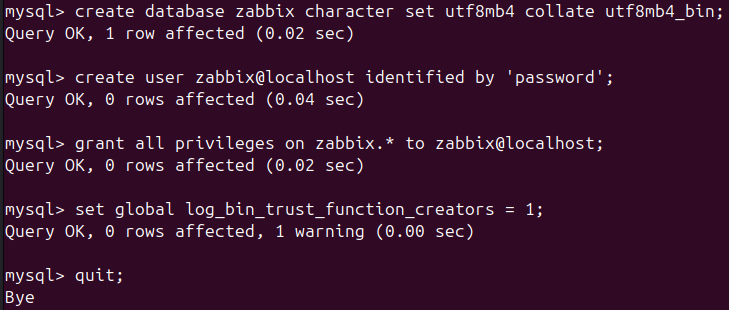 mysql> create database zabbix character set utf8mb4 collate utf8mb4_bin;
Query OK, 1 row affected (0.02 sec)
mysql> create user zabbix@localhost identified by 'password';
Query OK, 0 rows affected (0.04 sec)
mysql> grant all privileges on zabbix.* to zabbix@localhost;
Query OK, 0 rows affected (0.02 sec)
mysql> set global log_bin_trust_function_creators = 1;
Query OK, 0 rows affected, 1 warning (0.00 sec)
mysql> quit;
Bye